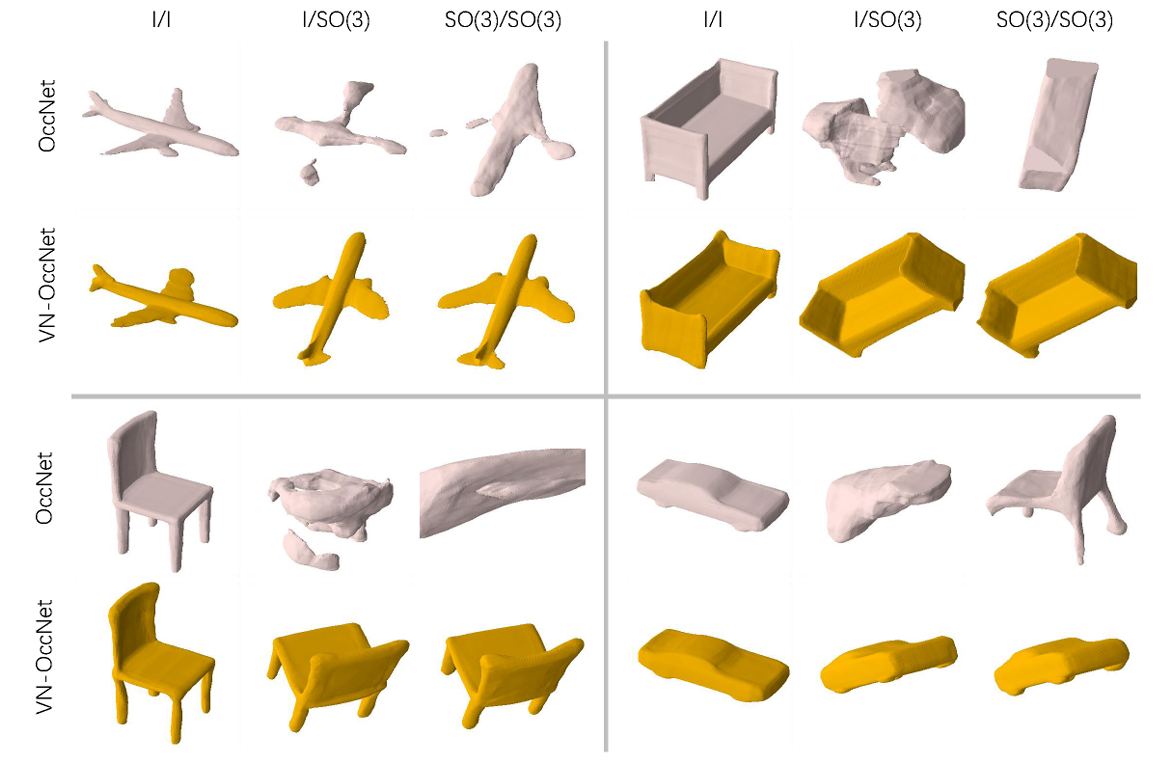 I/I I/SO(3) SO(3)/SO(3) I/I I/SO(3) SO(3)/SO(3)
OccNet
VN-OccNet
OccNet
VN-OccNet